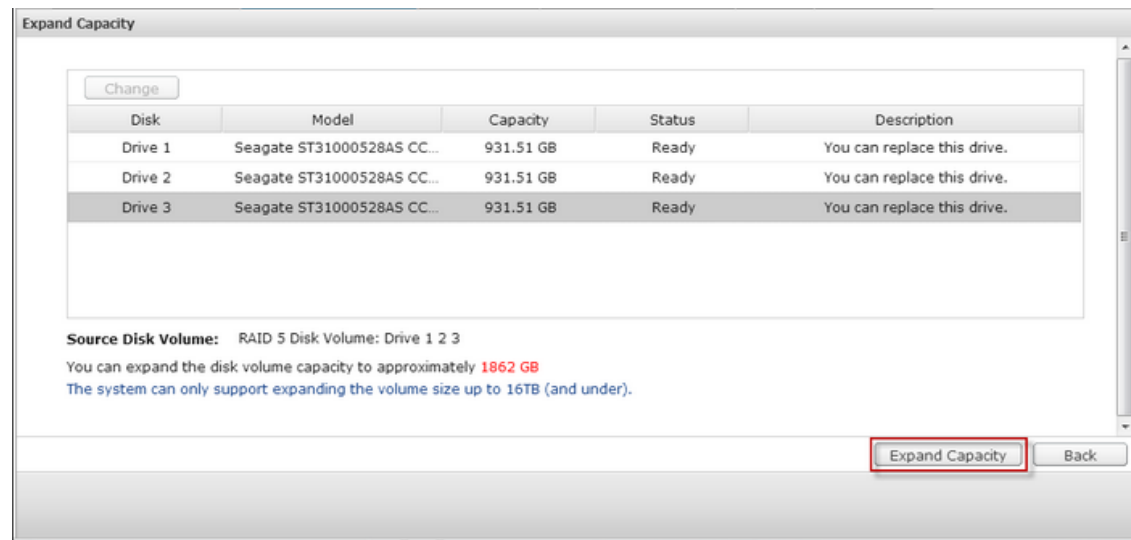 Expand Capacity
Change
Disk Model Capacity Status Description
Drive 1 Seagate ST31000528AS CC... 931.51 GB Ready You can replace this drive.
Drive 2 Seagate ST31000528AS CC... 931.51 GB Ready You can replace this drive.
Drive 3 Seagate ST31000528AS CC... 931.51 GB Ready You can replace this drive.
Source Disk Volume: RAID 5 Disk Volume: Drive 1 2 3
You can expand the disk volume capacity to approximately 1862 GB
The system can only support expanding the volume size up to 16TB (and under).
Expand Capacity Back